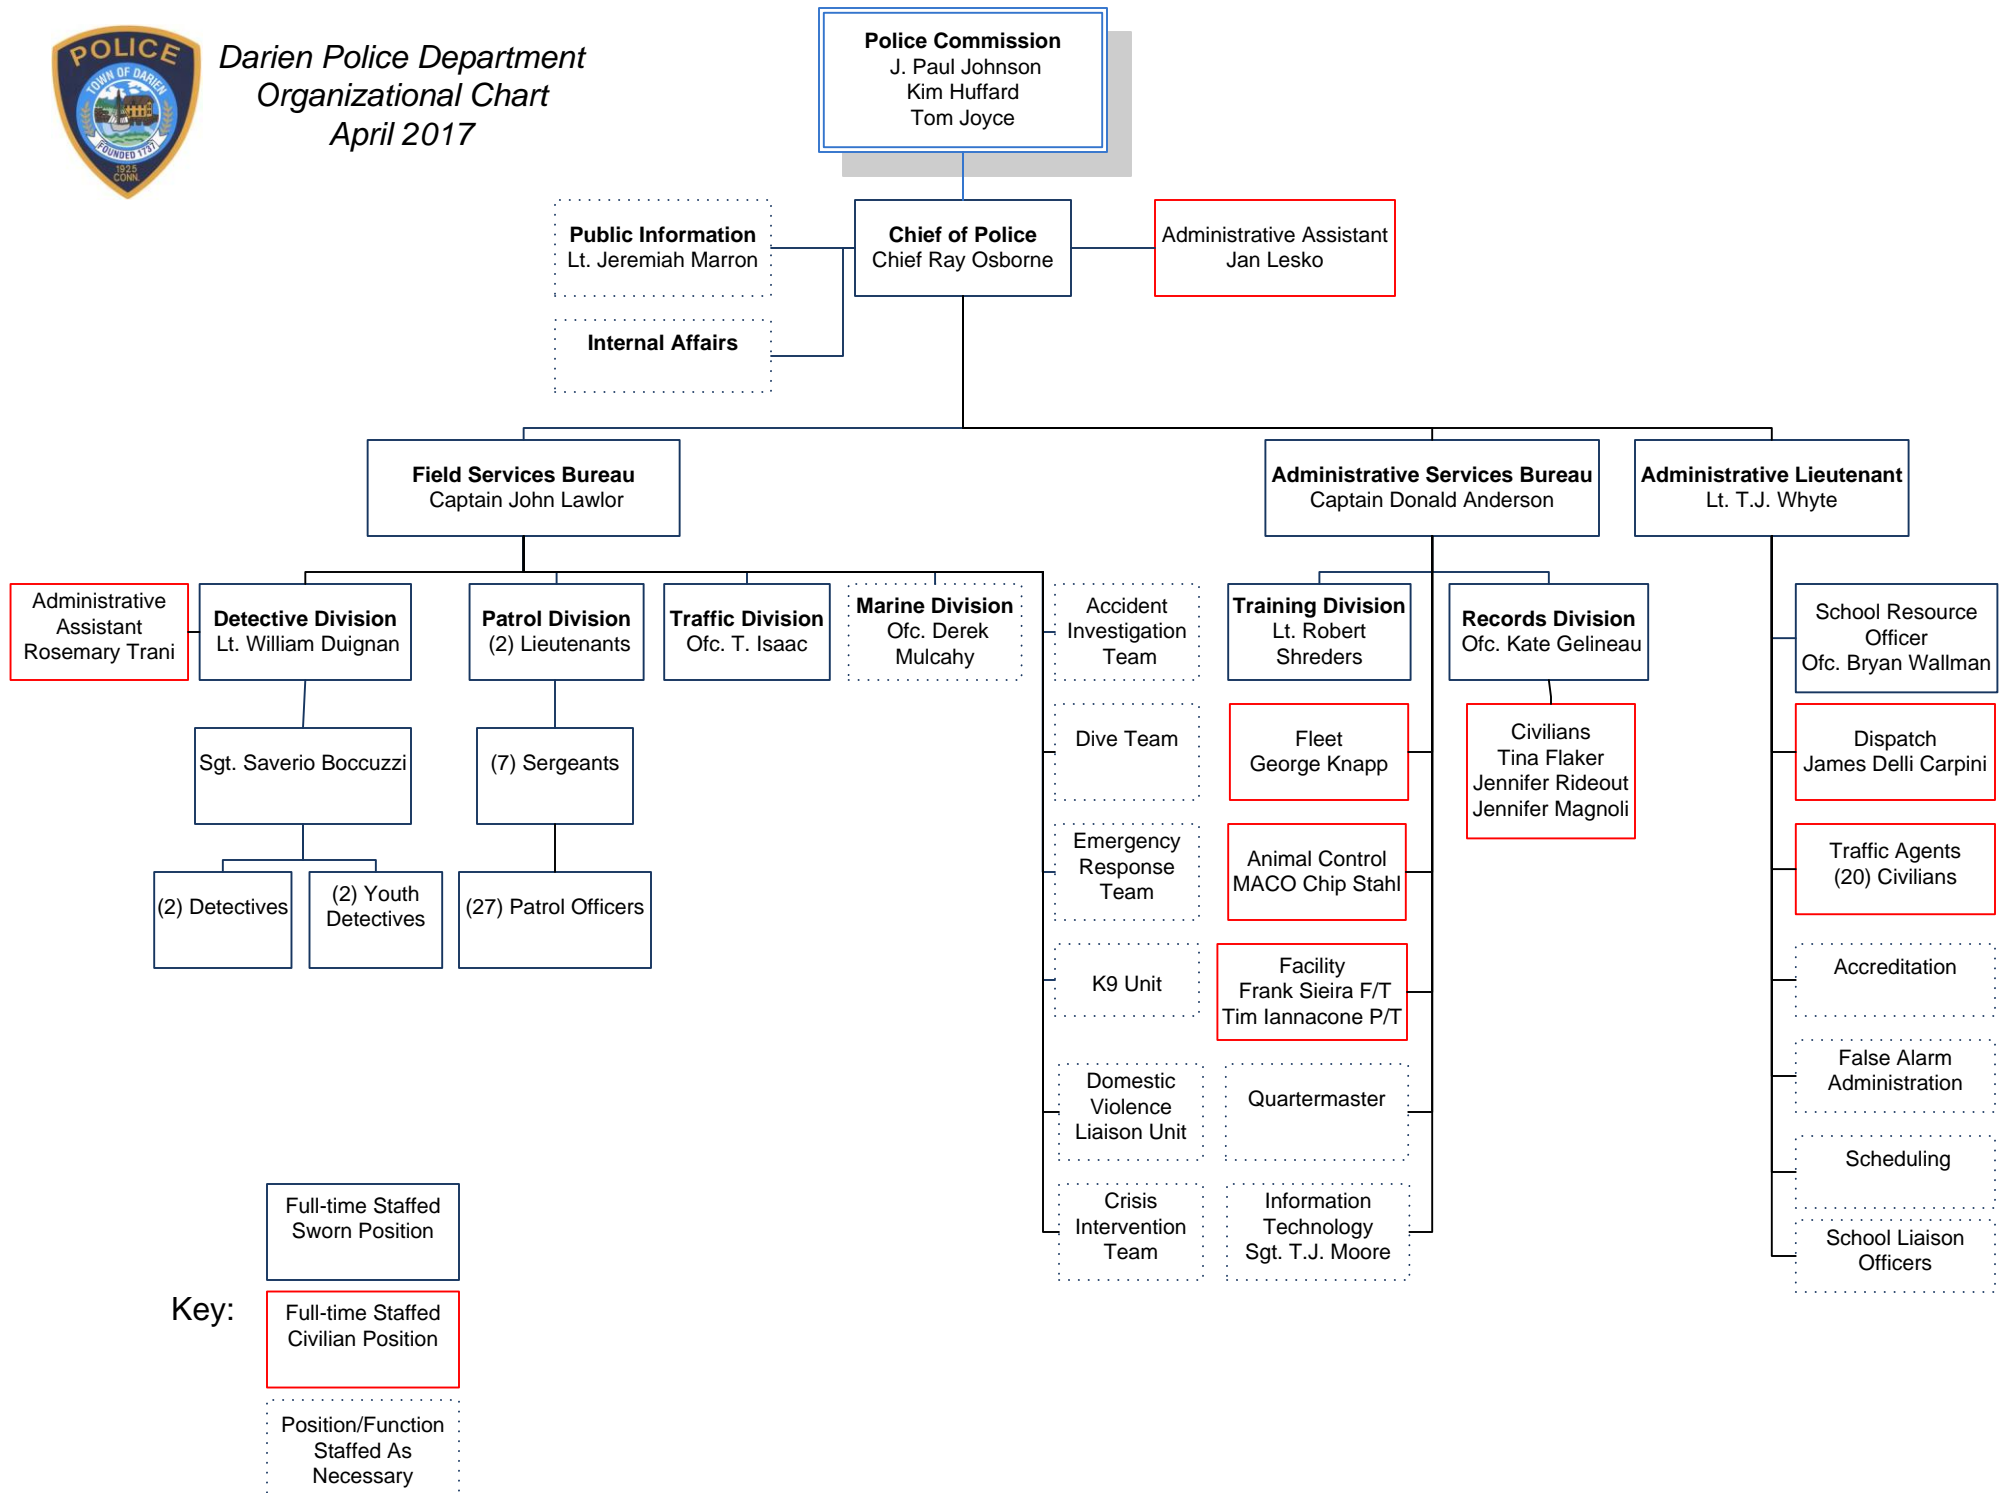 POLICE
TOWN OF DARIEN
FOUNDED 1737
1925
CONN.
Darien Police Department
Organizational Chart
April 2017
Police Commission
J. Paul Johnson
Kim Huffard
Tom Joyce
Public Information
Lt. Jeremiah Marron
Chief of Police
Chief Ray Osborne
Administrative Assistant
Jan Lesko
Internal Affairs
Field Services Bureau
Captain John Lawlor
Administrative Services Bureau
Captain Donald Anderson
Administrative Lieutenant
Lt. T.J. Whyte
Administrative
Assistant
Rosemary Trani
Detective Division
Lt. William Duignan
Patrol Division
(2) Lieutenants
Traffic Division
Ofc. T. Isaac
Marine Division
Ofc. Derek
Mulcahy
Accident
Investigation
Team
Training Division
Lt. Robert
Shreders
Records Division
Ofc. Kate Gelineau
School Resource
Officer
Ofc. Bryan Wallman
Sgt. Saverio Boccuzzi
(7) Sergeants
Dive Team
Fleet
George Knapp
Civilians
Tina Flaker
Jennifer Rideout
Jennifer Magnoli
Dispatch
James Delli Carpini
(2) Detectives
(2) Youth
Detectives
(27) Patrol Officers
Emergency
Response
Team
Animal Control
MACO Chip Stahl
Traffic Agents
(20) Civilians
K9 Unit
Facility
Frank Sieira F/T
Tim Iannacone P/T
Accreditation
Domestic
Violence
Liaison Unit
Quartermaster
False Alarm
Administration
Scheduling
Crisis
Intervention
Team
Information
Technology
Sgt. T.J. Moore
School Liaison
Officers
Key:
Full-time Staffed
Sworn Position
Full-time Staffed
Civilian Position
Position/Function
Staffed As
Necessary